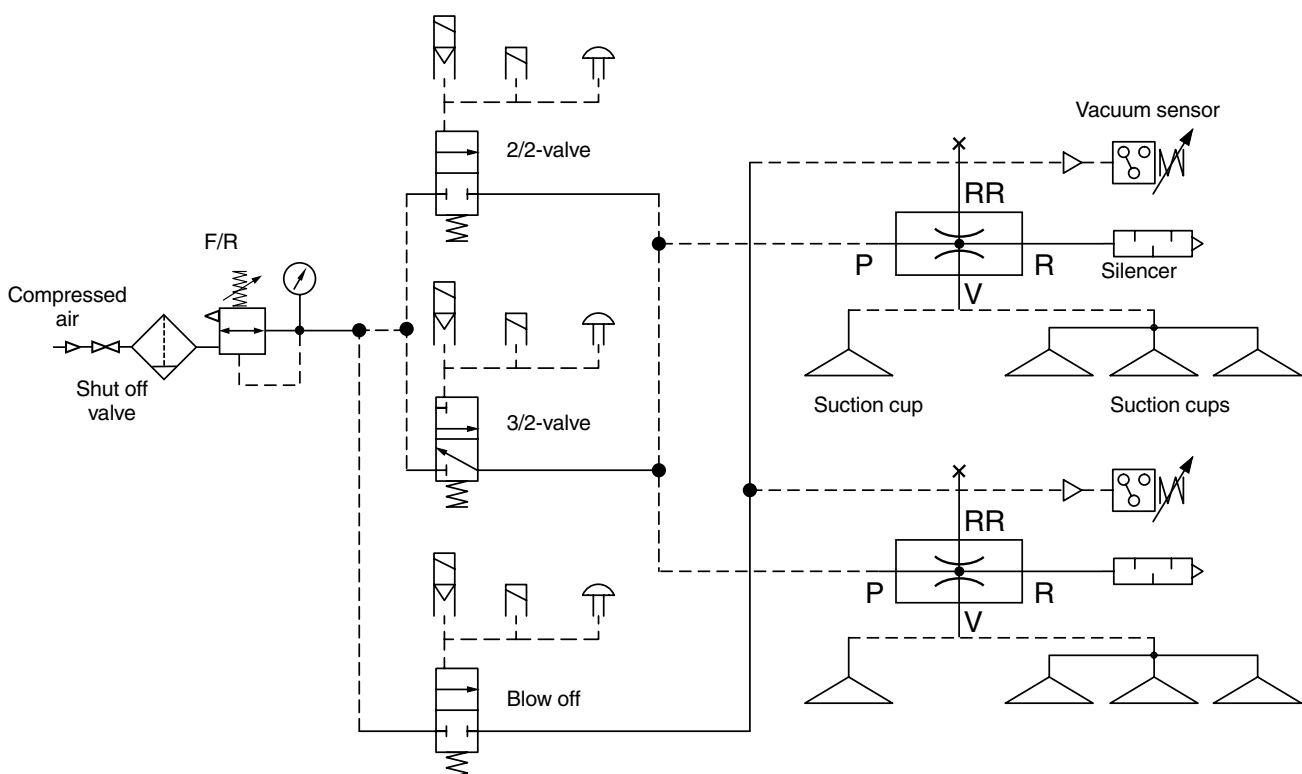 2/2-valve
Vacuum sensor
RR
F/R
P
R
Silencer
V
Compressed
air
Shut off
valve
3/2-valve
Suction cup
Suction cups
RR
P
R
V
Blow off